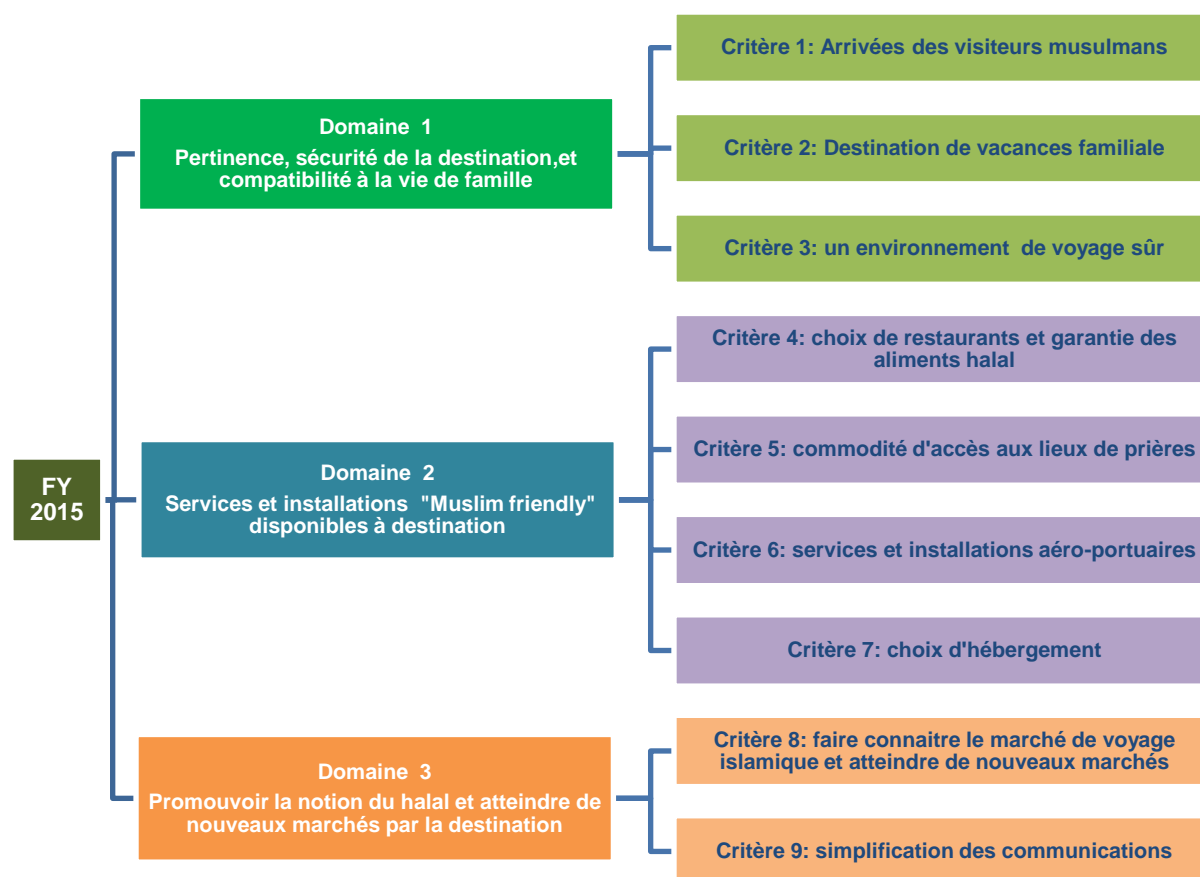 FY
2015
Domaine 1
Pertinence, sécurité de la destination,et
compatibilité à la vie de famille
Critère 1: Arrivées des visiteurs musulmans
Critère 2: Destination de vacances familiale
Critère 3: un environnement de voyage sûr
Domaine 2
Services et installations "Muslim friendly"
disponibles à destination
Critère 4: choix de restaurants et garantie des
aliments halal
Critère 5: commodité d'accès aux lieux de prières
Critère 6: services et installations aéro-portuaires
Critère 7: choix d'hébergement
Domaine 3
Promouvoir la notion du halal et atteindre de
nouveaux marchés par la destination
Critère 8: faire connaitre le marché de voyage
islamique et atteindre de nouveaux marchés
Critère 9: simplification des communications